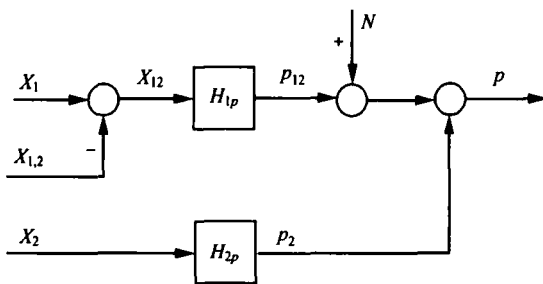 N
+
X₁
X₁₂
H₁ₚ
p₁₂
p
−
X₁,₂
X₂
H₂ₚ
p₂